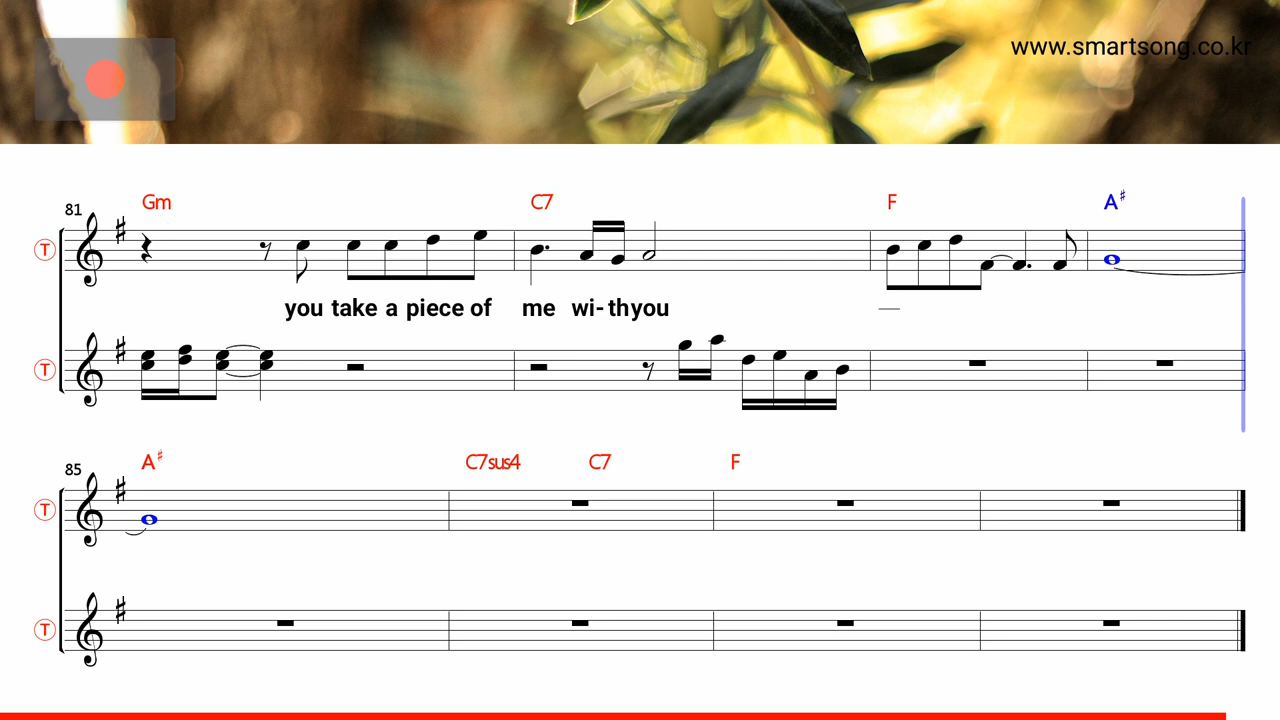 www.smartsong.co.kr
Gm C7 F A♯
81
T
you take a piece of me wi- thyou
T
A♯ C7sus4 C7 F
85
T
T